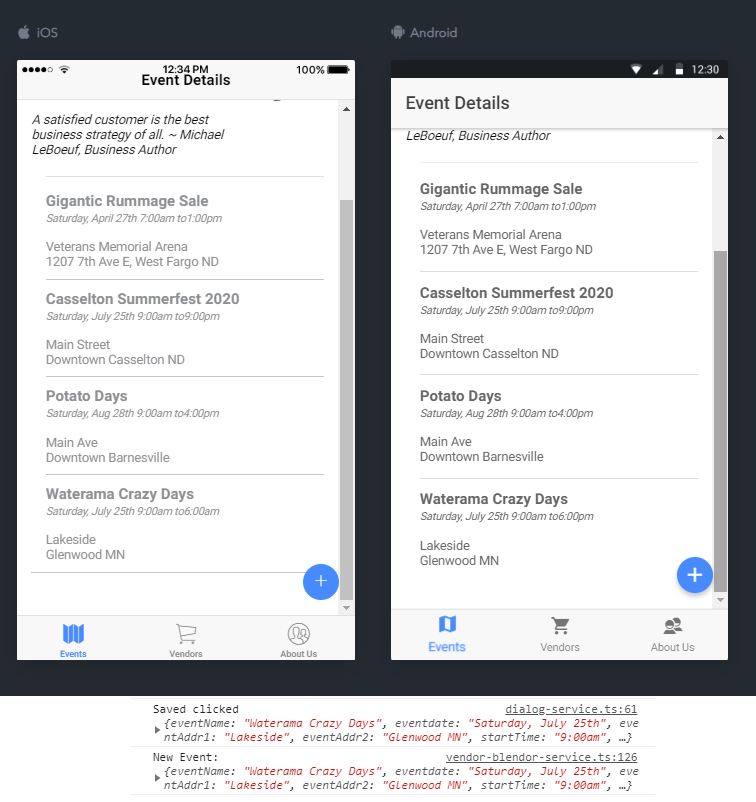 iOS
12:34 PM
100%
Event Details
A satisfied customer is the best
business strategy of all. ~ Michael
LeBoeuf, Business Author
Gigantic Rummage Sale
Saturday, April 27th 7:00am to1:00pm
Veterans Memorial Arena
1207 7th Ave E, West Fargo ND
Casselton Summerfest 2020
Saturday, July 25th 9:00am to9:00pm
Main Street
Downtown Casselton ND
Potato Days
Saturday, Aug 28th 9:00am to4:00pm
Main Ave
Downtown Barnesville
Waterama Crazy Days
Saturday, July 25th 9:00am to6:00am
Lakeside
Glenwood MN
+
Events
Vendors
About Us
Android
12:30
Event Details
LeBoeuf, Business Author
Gigantic Rummage Sale
Saturday, April 27th 7:00am to1:00pm
Veterans Memorial Arena
1207 7th Ave E, West Fargo ND
Casselton Summerfest 2020
Saturday, July 25th 9:00am to9:00pm
Main Street
Downtown Casselton ND
Potato Days
Saturday, Aug 28th 9:00am to4:00pm
Main Ave
Downtown Barnesville
Waterama Crazy Days
Saturday, July 25th 9:00am to6:00pm
Lakeside
Glenwood MN
+
Events
Vendors
About Us
Saved clicked dialog-service.ts:61
{eventName: "Waterama Crazy Days", eventdate: "Saturday, July 25th", eve
ntAddr1: "Lakeside", eventAddr2: "Glenwood MN", startTime: "9:00am", …}
New Event: vendor-blendor-service.ts:126
{eventName: "Waterama Crazy Days", eventdate: "Saturday, July 25th", eve
ntAddr1: "Lakeside", eventAddr2: "Glenwood MN", startTime: "9:00am", …}